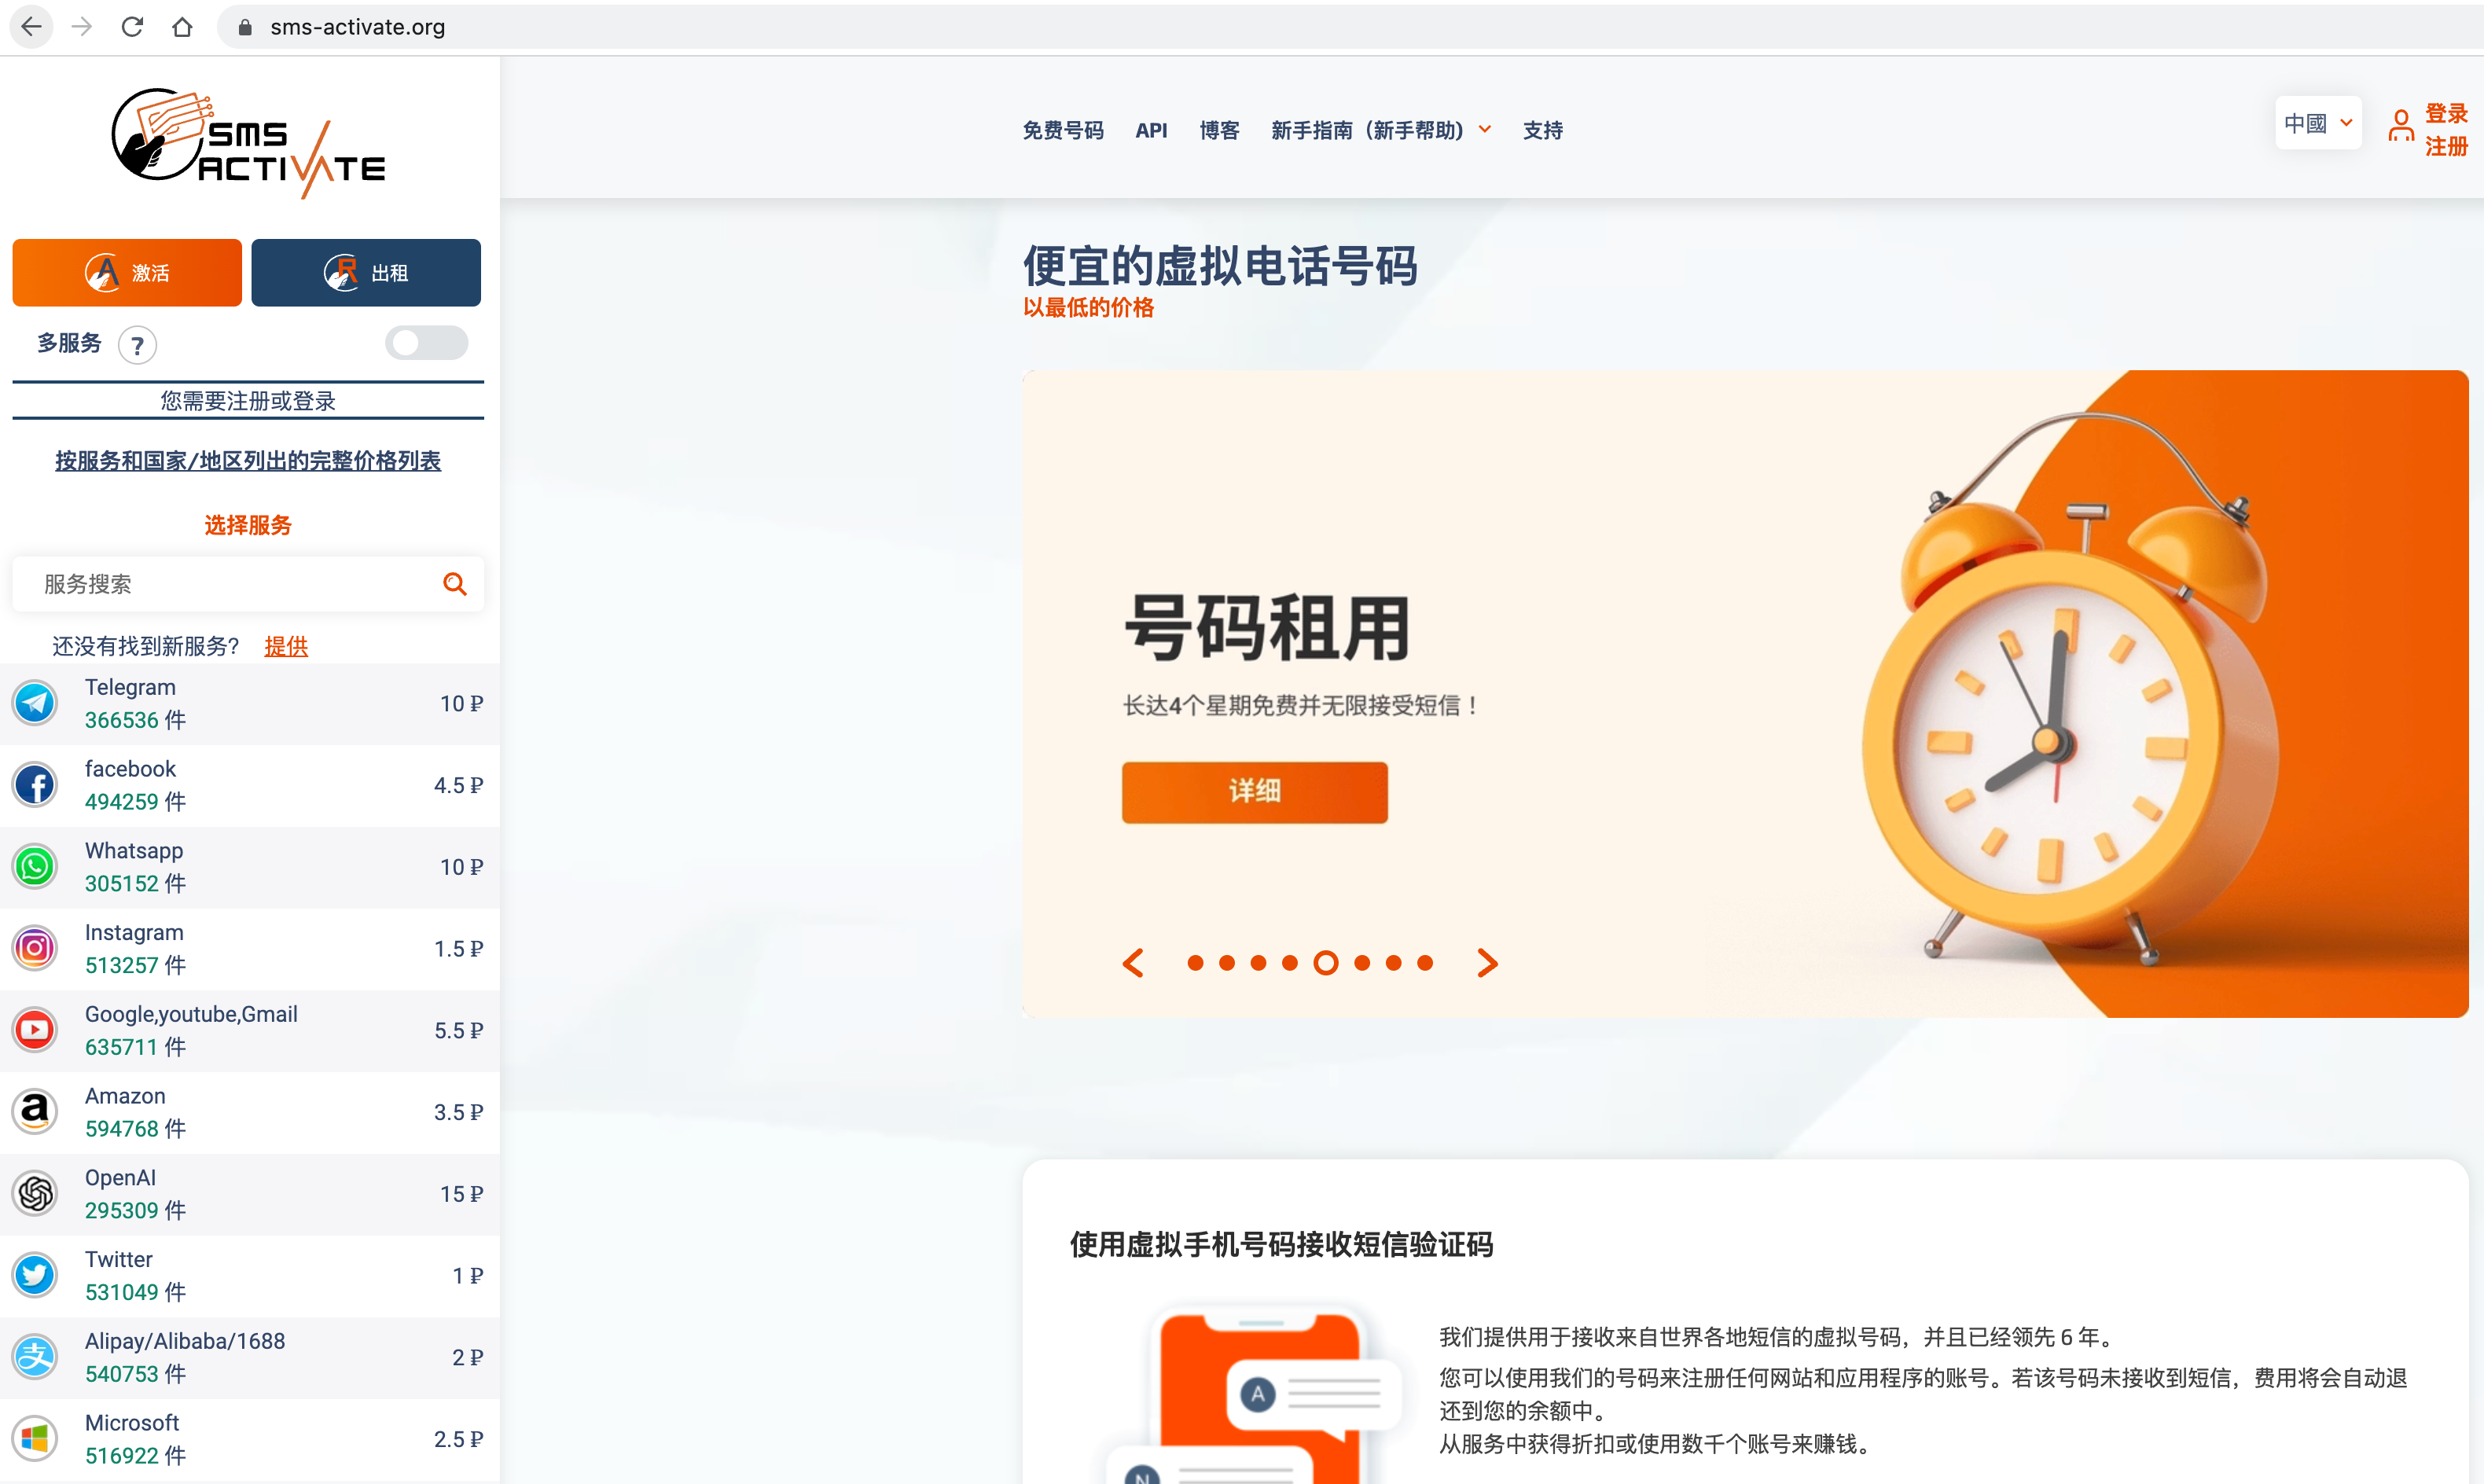 sms-activate.org
SMS
ACTIVATE
免费号码 API 博客 新手指南（新手帮助） 支持
中國
登录
注册
激活
出租
多服务 ?
您需要注册或登录
按服务和国家/地区列出的完整价格列表
选择服务
服务搜索
还没有找到新服务? 提供
Telegram
366536 件
10 ₽
facebook
494259 件
4.5 ₽
Whatsapp
305152 件
10 ₽
Instagram
513257 件
1.5 ₽
Google,youtube,Gmail
635711 件
5.5 ₽
Amazon
594768 件
3.5 ₽
OpenAI
295309 件
15 ₽
Twitter
531049 件
1 ₽
Alipay/Alibaba/1688
540753 件
2 ₽
Microsoft
516922 件
2.5 ₽
便宜的虚拟电话号码
以最低的价格
号码租用
长达4个星期免费并无限接受短信！
详细
使用虚拟手机号码接收短信验证码
A
N
我们提供用于接收来自世界各地短信的虚拟号码，并且已经领先 6 年。
您可以使用我们的号码来注册任何网站和应用程序的账号。若该号码未接收到短信，费用将会自动退
还到您的余额中。
从服务中获得折扣或使用数千个账号来赚钱。